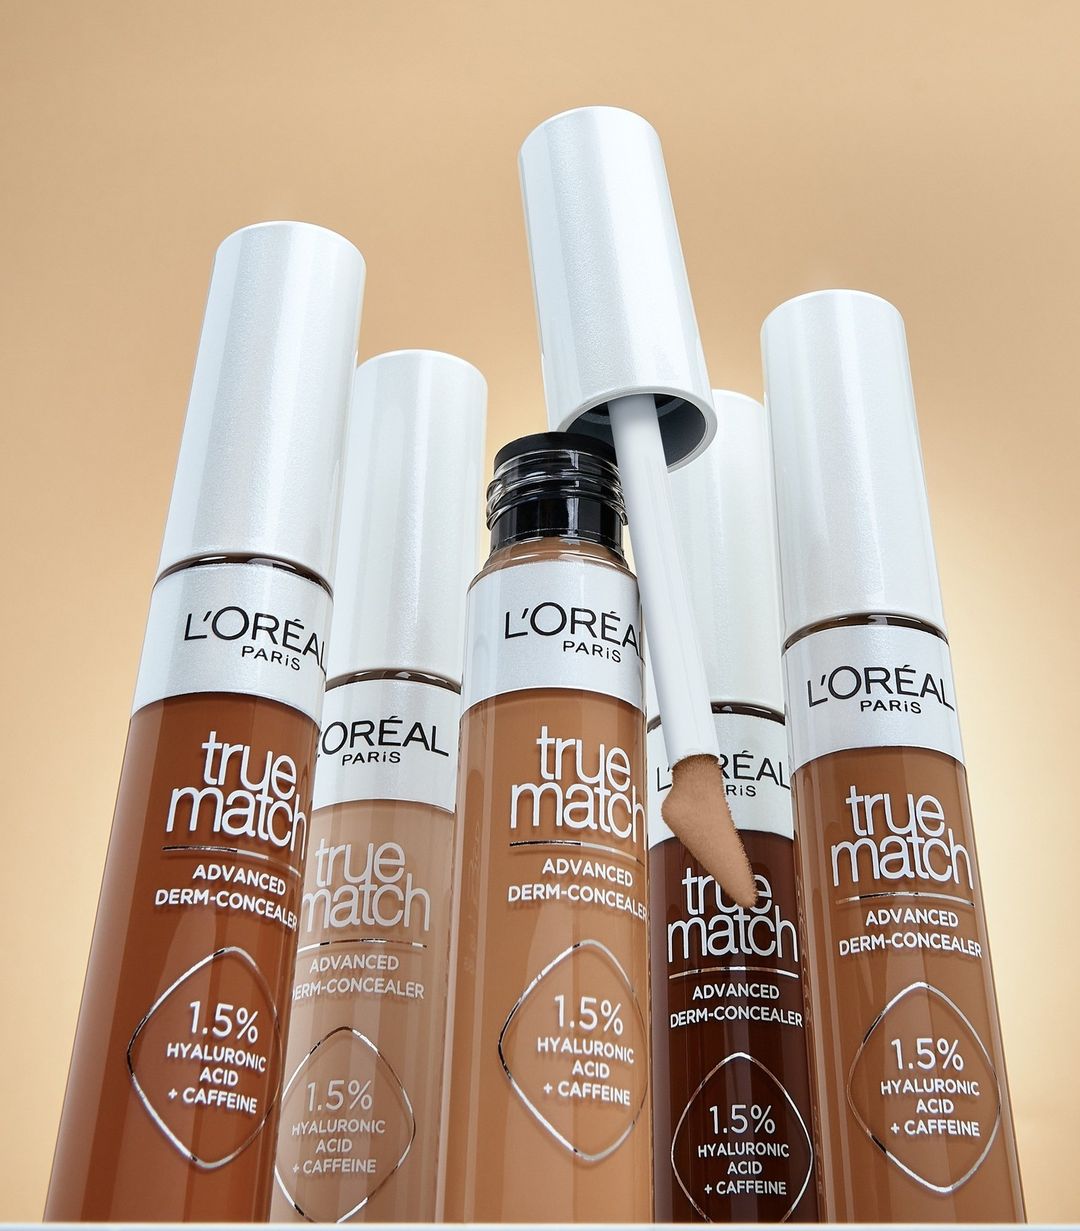 L'ORÉAL
PARiS
true
match
ADVANCED
DERM-CONCEALER
1.5%
HYALURONIC
ACID
+ CAFFEINE
ORÉAL
PARiS
true
match
ADVANCED
DERM-CONCEALER
1.5%
HYALURONIC
ACID
+ CAFFEINE
L'ORÉA
PARiS
true
match
ADVANCED
DERM-CONCEALER
1.5%
HYALURONIC
ACID
+ CAFFEINE
L'ORÉAL
RiS
true
match
ADVANCED
DERM-CONCEALER
1.5%
HYALURONIC
ACID
+ CAFFEINE
L'ORÉAL
PARiS
true
match
ADVANCED
DERM-CONCEALER
1.5%
HYALURONIC
ACID
+ CAFFEINE